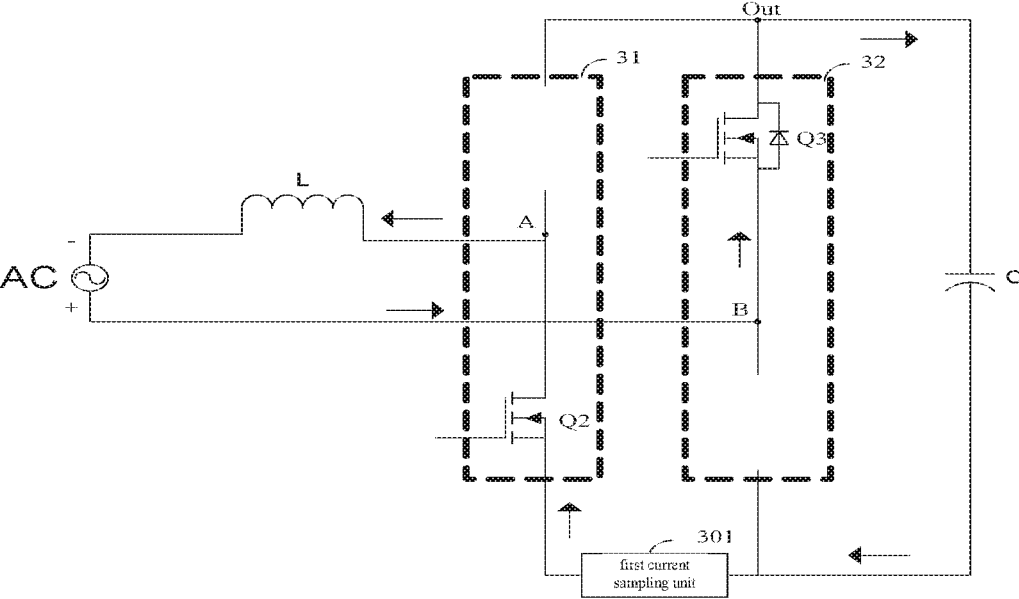 Out
31
32
Q3
L
A
-
AC
+
B
C
Q2
301
first current
sampling unit